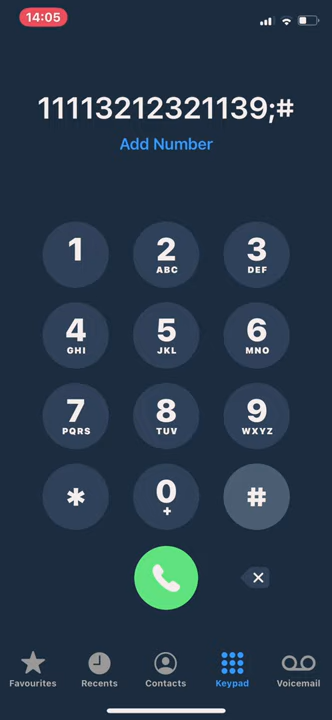 14:05
11113212321139;#
Add Number
1
2
ABC
3
DEF
4
GHI
5
JKL
6
MNO
7
PQRS
8
TUV
9
WXYZ
*
0
+
#
Favourites
Recents
Contacts
Keypad
Voicemail